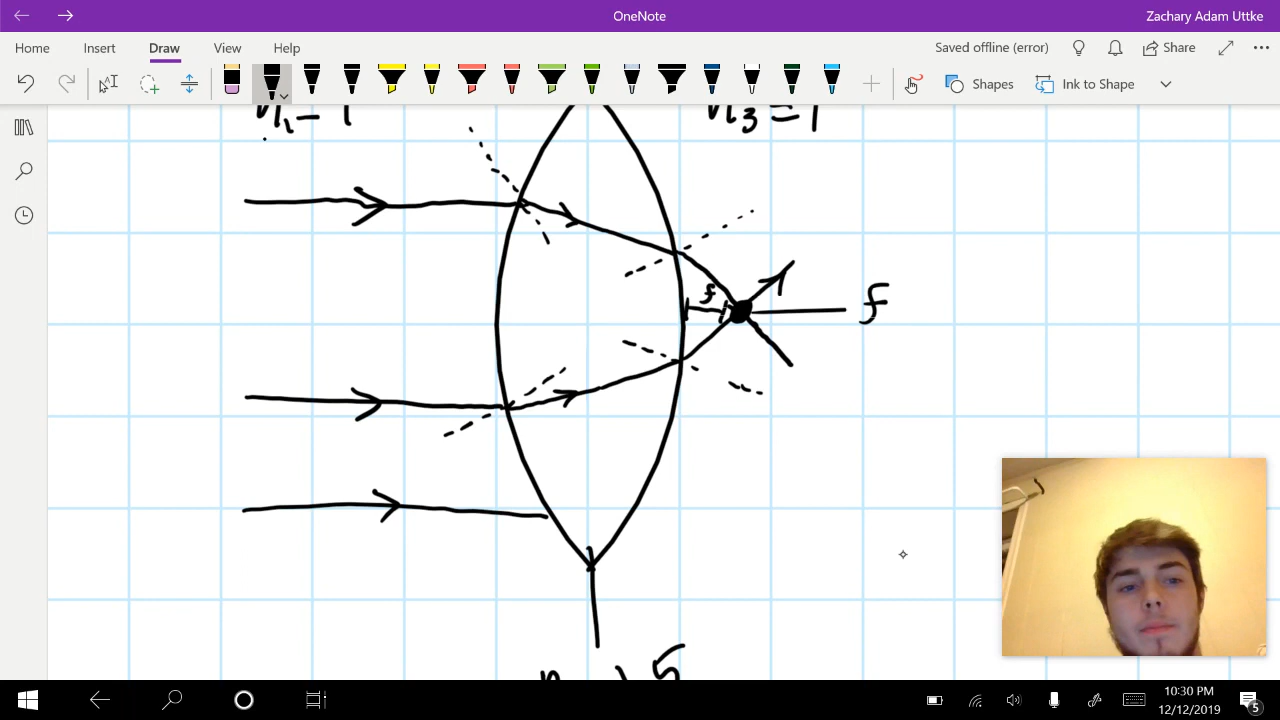 OneNote
Zachary Adam Uttke
Home Insert Draw View Help
Saved offline (error)
Share
Shapes
Ink to Shape
n₃=1
f
f
10:30 PM
12/12/2019
5